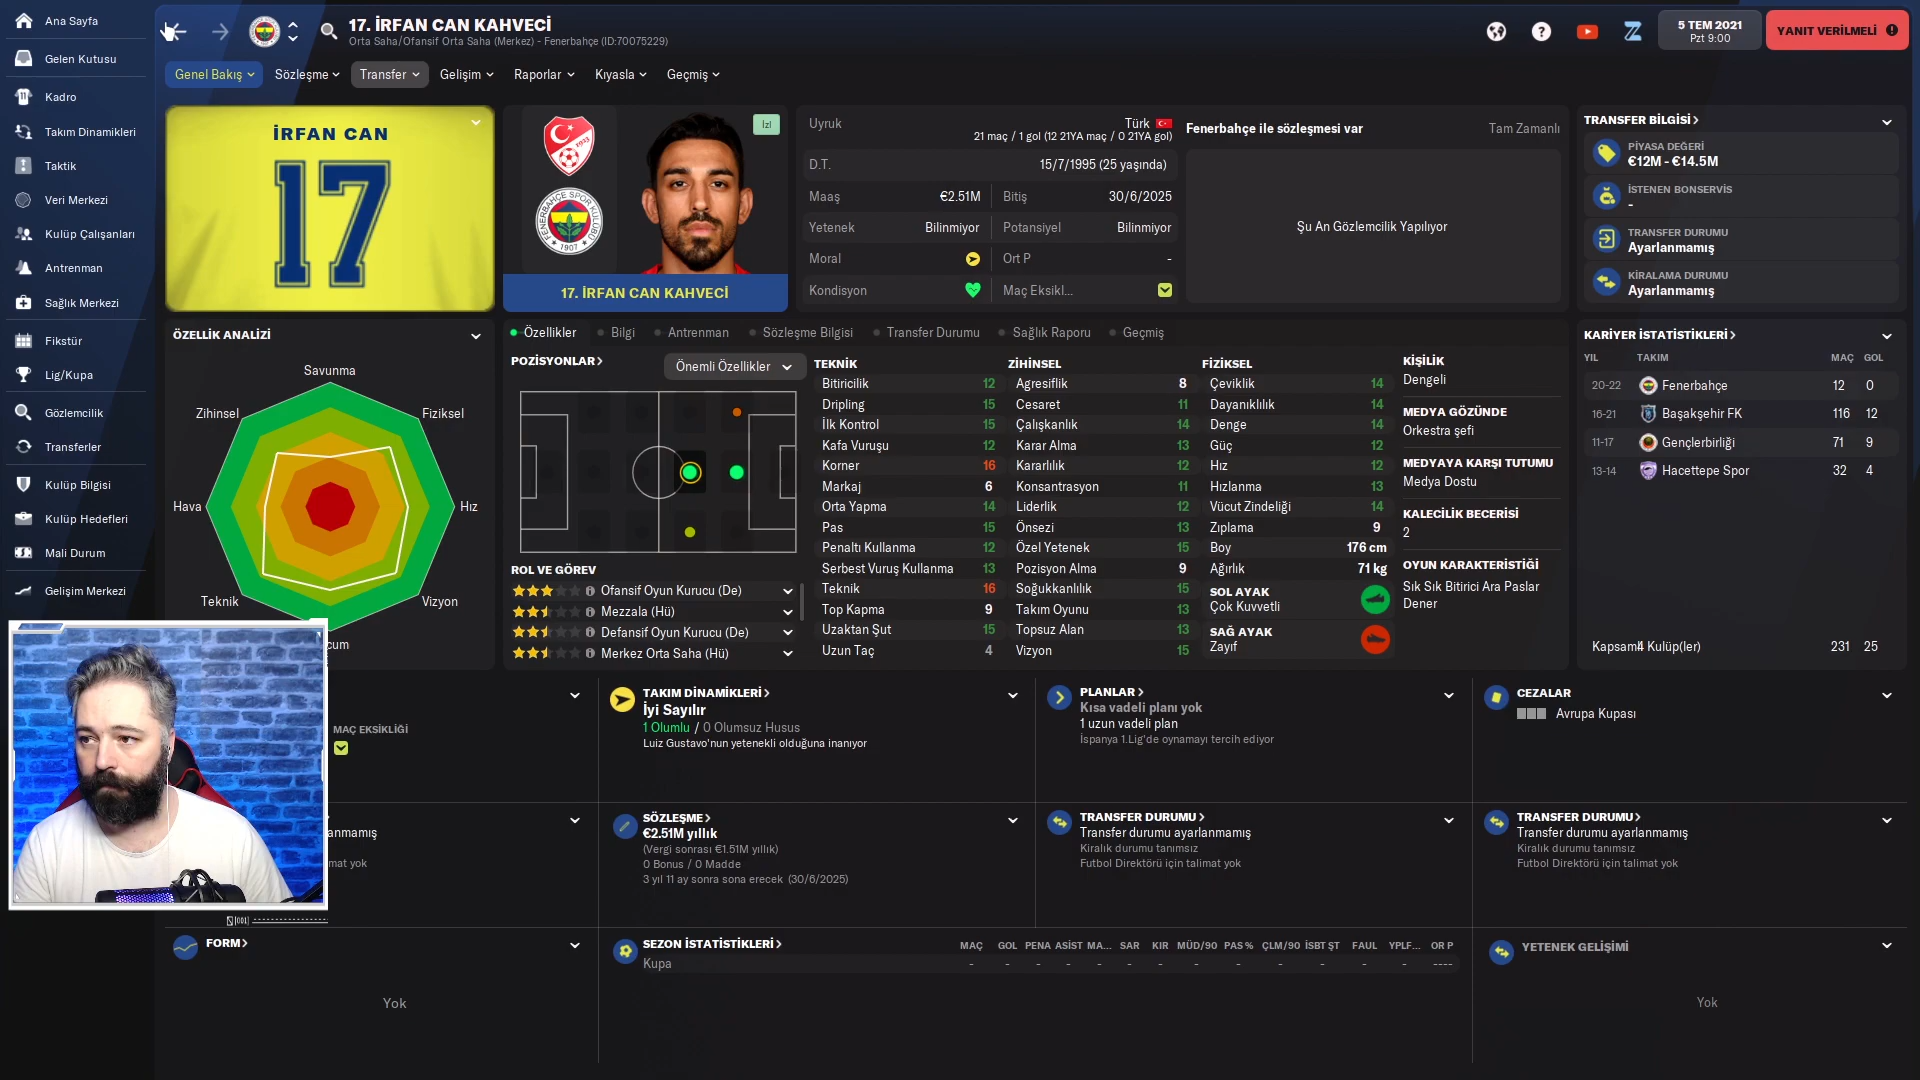 Ana Sayfa
Gelen Kutusu
Kadro
Takım Dinamikleri
Taktik
Veri Merkezi
Kulüp Çalışanları
Antrenman
Sağlık Merkezi
Fikstür
Lig/Kupa
Gözlemcilik
Transferler
Kulüp Bilgisi
Kulüp Hedefleri
Mali Durum
Gelişim Merkezi
17. İRFAN CAN KAHVECİ
Orta Saha/Ofansif Orta Saha (Merkez) - Fenerbahçe (ID:70075229)
5 TEM 2021
Pzt 9:00
YANIT VERİLMELİ
Genel Bakış
Sözleşme
Transfer
Gelişim
Raporlar
Kıyasla
Geçmiş
İRFAN CAN
17
1923
FENERBAHÇE SPOR KULÜBÜ
1907
İzl
17. İRFAN CAN KAHVECİ
Uyruk Türk
21 maç / 1 gol (12 21YA maç / 0 21YA gol)
D.T. 15/7/1995 (25 yaşında)
Maaş €2.51M Bitiş 30/6/2025
Yetenek Bilinmiyor Potansiyel Bilinmiyor
Moral Ort P -
Kondisyon Maç Eksikl...
Fenerbahçe ile sözleşmesi var Tam Zamanlı
Şu An Gözlemcilik Yapılıyor
TRANSFER BİLGİSİ
PİYASA DEĞERİ
€12M - €14.5M
İSTENEN BONSERVİS
-
TRANSFER DURUMU
Ayarlanmamış
KİRALAMA DURUMU
Ayarlanmamış
ÖZELLİK ANALİZİ
Savunma
Zihinsel Fiziksel
Hava Hız
Teknik Vizyon
cum
Özellikler Bilgi Antrenman Sözleşme Bilgisi Transfer Durumu Sağlık Raporu Geçmiş
POZİSYONLAR
Önemli Özellikler
ROL VE GÖREV
Ofansif Oyun Kurucu (De)
Mezzala (Hü)
Defansif Oyun Kurucu (De)
Merkez Orta Saha (Hü)
TEKNİK
Bitiricilik 12
Dripling 15
İlk Kontrol 15
Kafa Vuruşu 12
Korner 16
Markaj 6
Orta Yapma 14
Pas 15
Penaltı Kullanma 12
Serbest Vuruş Kullanma 13
Teknik 16
Top Kapma 9
Uzaktan Şut 15
Uzun Taç 4
ZİHİNSEL
Agresiflik 8
Cesaret 11
Çalışkanlık 14
Karar Alma 13
Kararlılık 12
Konsantrasyon 11
Liderlik 12
Önsezi 13
Özel Yetenek 15
Pozisyon Alma 9
Soğukkanlılık 15
Takım Oyunu 13
Topsuz Alan 13
Vizyon 15
FİZİKSEL
Çeviklik 14
Dayanıklılık 14
Denge 14
Güç 12
Hız 12
Hızlanma 13
Vücut Zindeliği 14
Zıplama 9
Boy 176 cm
Ağırlık 71 kg
SOL AYAK
Çok Kuvvetli
SAĞ AYAK
Zayıf
KİŞİLİK
Dengeli
MEDYA GÖZÜNDE
Orkestra şefi
MEDYAYA KARŞI TUTUMU
Medya Dostu
KALECİLİK BECERİSİ
2
OYUN KARAKTERİSTİĞİ
Sık Sık Bitirici Ara Paslar
Dener
KARİYER İSTATİSTİKLERİ
YIL TAKIM MAÇ GOL
20-22 Fenerbahçe 12 0
16-21 Başakşehir FK 116 12
11-17 Gençlerbirliği 71 9
13-14 Hacettepe Spor 32 4
Kapsam 4 Kulüp(ler) 231 25
MAÇ EKSİKLİĞİ
TAKIM DİNAMİKLERİ
İyi Sayılır
1 Olumlu / 0 Olumsuz Husus
Luiz Gustavo'nun yetenekli olduğuna inanıyor
PLANLAR
Kısa vadeli planı yok
1 uzun vadeli plan
İspanya 1.Lig'de oynamayı tercih ediyor
CEZALAR
Avrupa Kupası
anmamış
mat yok
SÖZLEŞME
€2.51M yıllık
(Vergi sonrası €1.51M yıllık)
0 Bonus / 0 Madde
3 yıl 11 ay sonra sona erecek (30/6/2025)
TRANSFER DURUMU
Transfer durumu ayarlanmamış
Kiralık durumu tanımsız
Futbol Direktörü için talimat yok
TRANSFER DURUMU
Transfer durumu ayarlanmamış
Kiralık durumu tanımsız
Futbol Direktörü için talimat yok
FORM
Yok
SEZON İSTATİSTİKLERİ MAÇ GOL PENA ASİST MA... SAR KIR MÜD/90 PAS % ÇLM/90 İSBT ŞT FAUL YPLF... OR P
Kupa - - - - - - - - - - - - - ----
YETENEK GELİŞİMİ
Yok